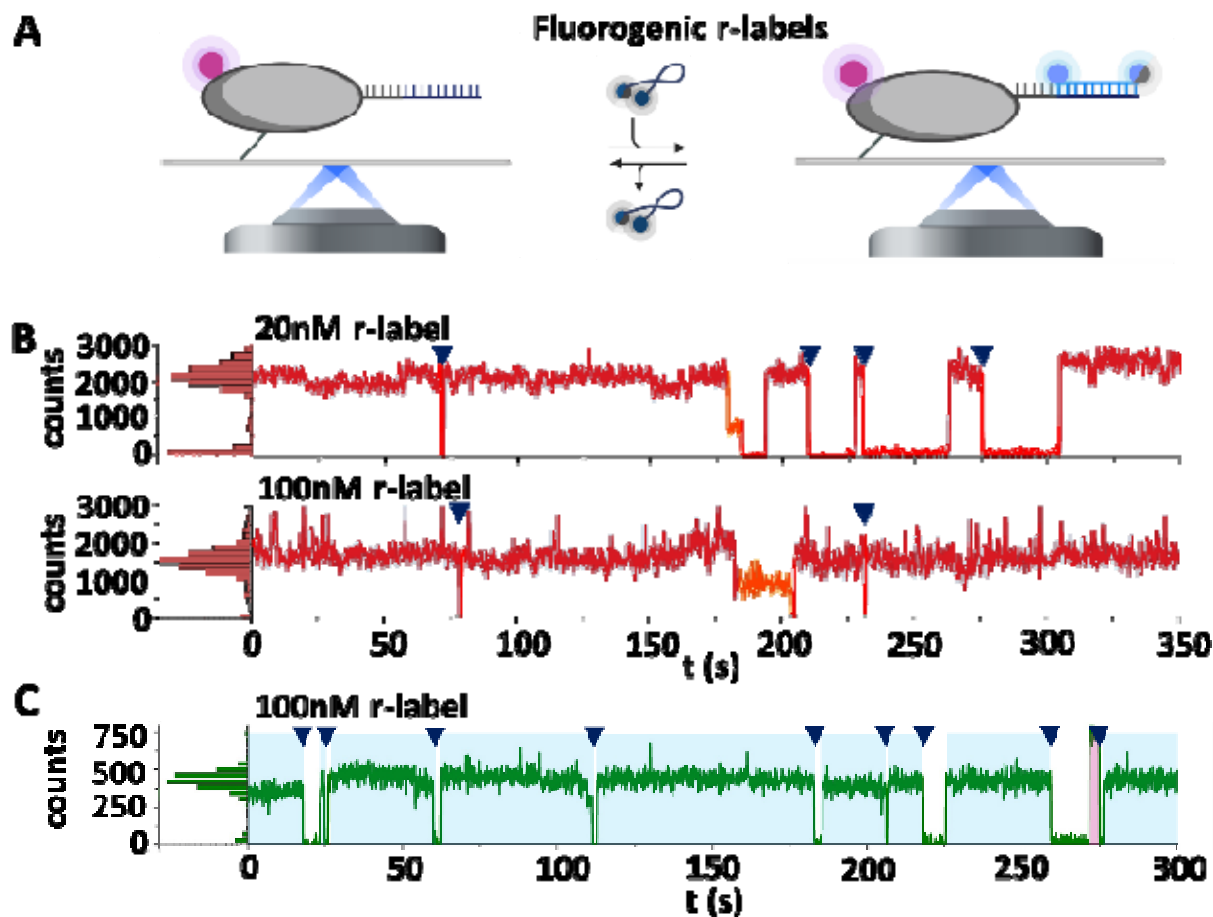 A
Fluorogenic r-labels
B
20nM r-label
counts
3000
2000
1000
0
100nM r-label
counts
3000
2000
1000
0
0 50 100 150 200 250 300 350
t (s)
C
100nM r-label
counts
750
500
250
0
0 50 100 150 200 250 300
t (s)